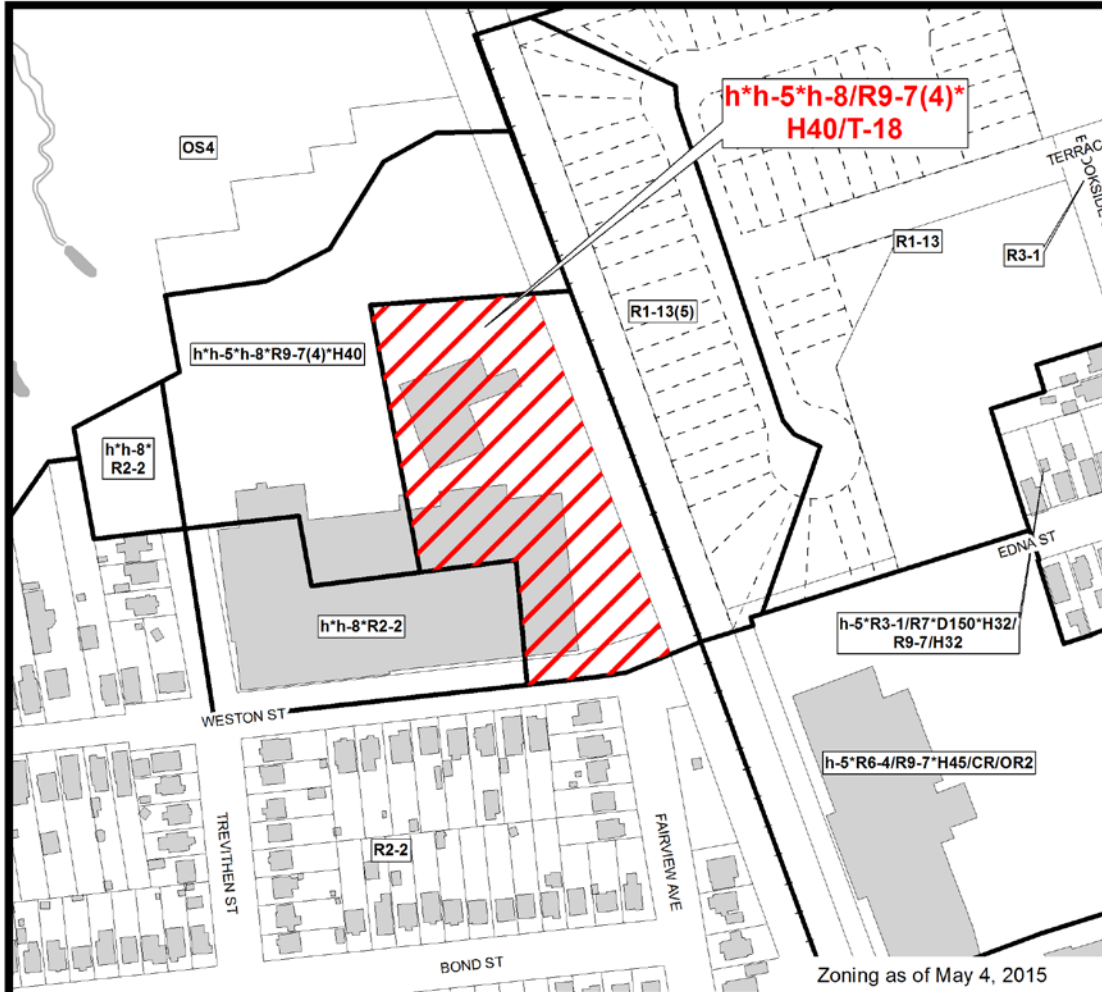 h*h-5*h-8/R9-7(4)*
H40/T-18
OS4
TERRAC
R1-13
R3-1
R1-13(5)
h*h-5*h-8*R9-7(4)*H40
h*h-8*
R2-2
EDNA ST
h-5*R3-1/R7*D150*H32/
R9-7/H32
h*h-8*R2-2
WESTON ST
h-5*R6-4/R9-7*H45/CR/OR2
TREVITHEN ST
R2-2
FAIRVIEW AVE
BOND ST
Zoning as of May 4, 2015